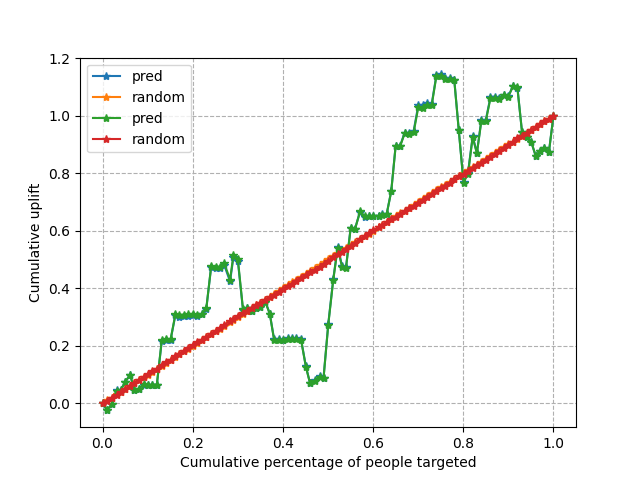 1.2
1.0
0.8
0.6
0.4
0.2
0.0
Cumulative uplift
pred
random
pred
random
0.0 0.2 0.4 0.6 0.8 1.0
Cumulative percentage of people targeted